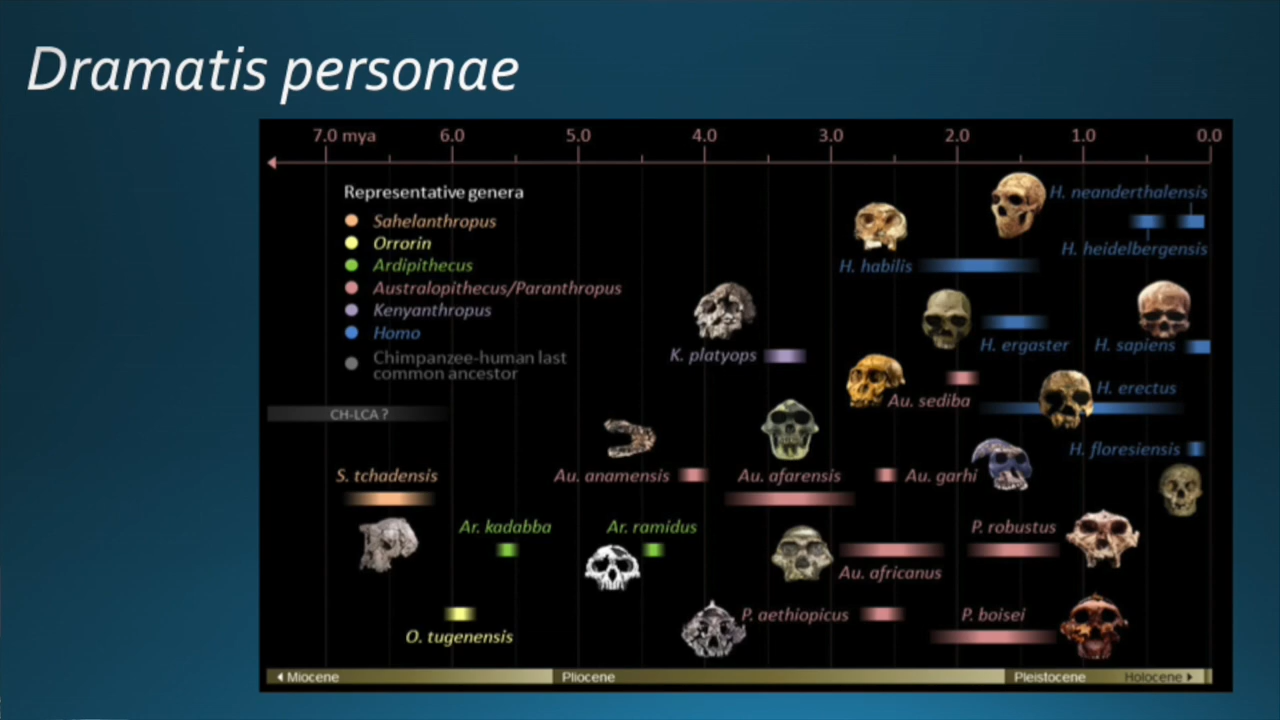 Dramatis personae
7.0 mya 6.0 5.0 4.0 3.0 2.0 1.0 0.0
Representative genera
Sahelanthropus
Orrorin
Ardipithecus
Australopithecus/Paranthropus
Kenyanthropus
Homo
Chimpanzee-human last
common ancestor
H. neanderthalensis
H. heidelbergensis
H. habilis
H. ergaster
H. sapiens
K. platyops
Au. sediba
H. erectus
CH-LCA ?
H. floresiensis
S. tchadensis
Au. anamensis
Au. afarensis
Au. garhi
Ar. kadabba
Ar. ramidus
P. robustus
Au. africanus
P. aethiopicus
P. boisei
O. tugenensis
Miocene
Pliocene
Pleistocene
Holocene